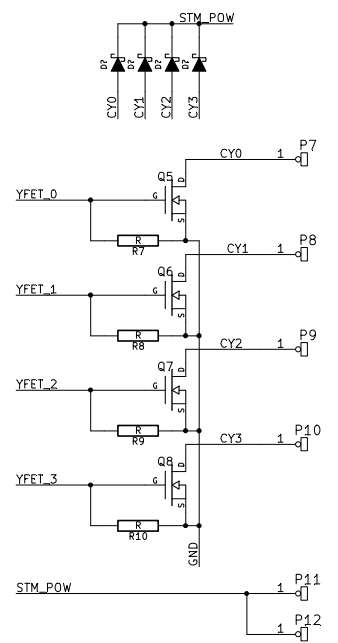 STM_POW
D? D? D? D?
CY0 CY1 CY2 CY3
P7
CY0 1
Q5
D
G
YFET_0
S
R
R7
P8
CY1 1
Q6
D
G
YFET_1
S
R
R8
P9
CY2 1
Q7
D
G
YFET_2
S
R
R9
P10
CY3 1
Q8
D
G
YFET_3
S
R
R10
GND
P11
STM_POW 1
P12
1